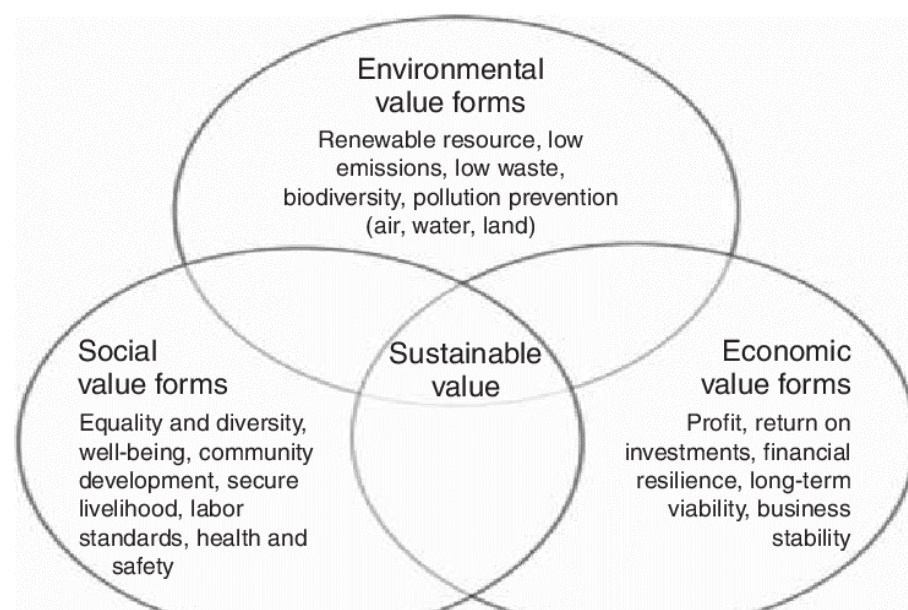 Environmental
value forms
Renewable resource, low
emissions, low waste,
biodiversity, pollution prevention
(air, water, land)
Social
value forms
Equality and diversity,
well-being, community
development, secure
livelihood, labor
standards, health and
safety
Sustainable
value
Economic
value forms
Profit, return on
investments, financial
resilience, long-term
viability, business
stability